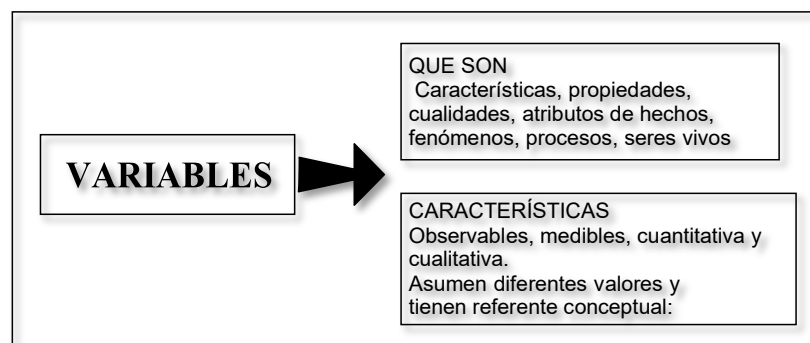 VARIABLES
QUE SON
Características, propiedades,
cualidades, atributos de hechos,
fenómenos, procesos, seres vivos
CARACTERÍSTICAS
Observables, medibles, cuantitativa y
cualitativa.
Asumen diferentes valores y
tienen referente conceptual: